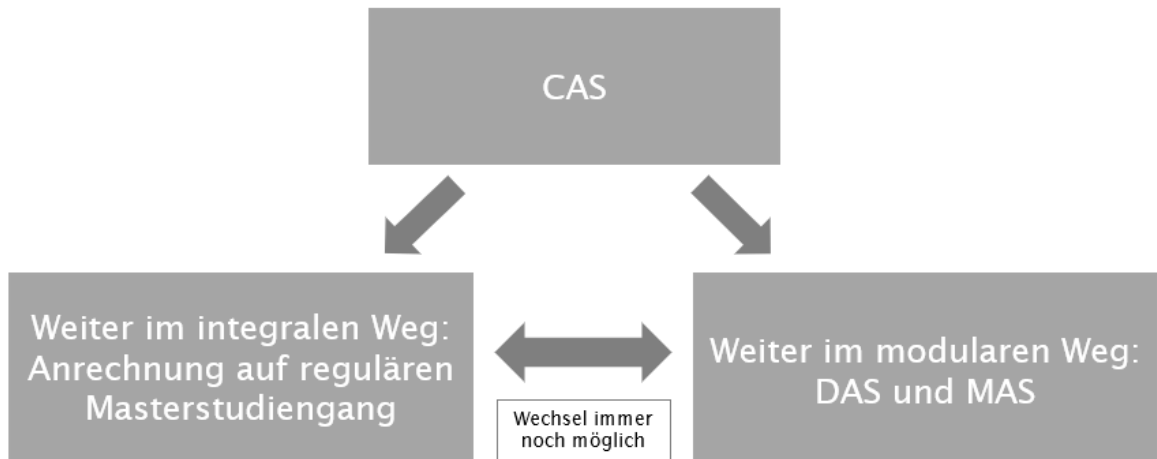 CAS
Weiter im integralen Weg:
Anrechnung auf regulären
Masterstudiengang
Wechsel immer
noch möglich
Weiter im modularen Weg:
DAS und MAS